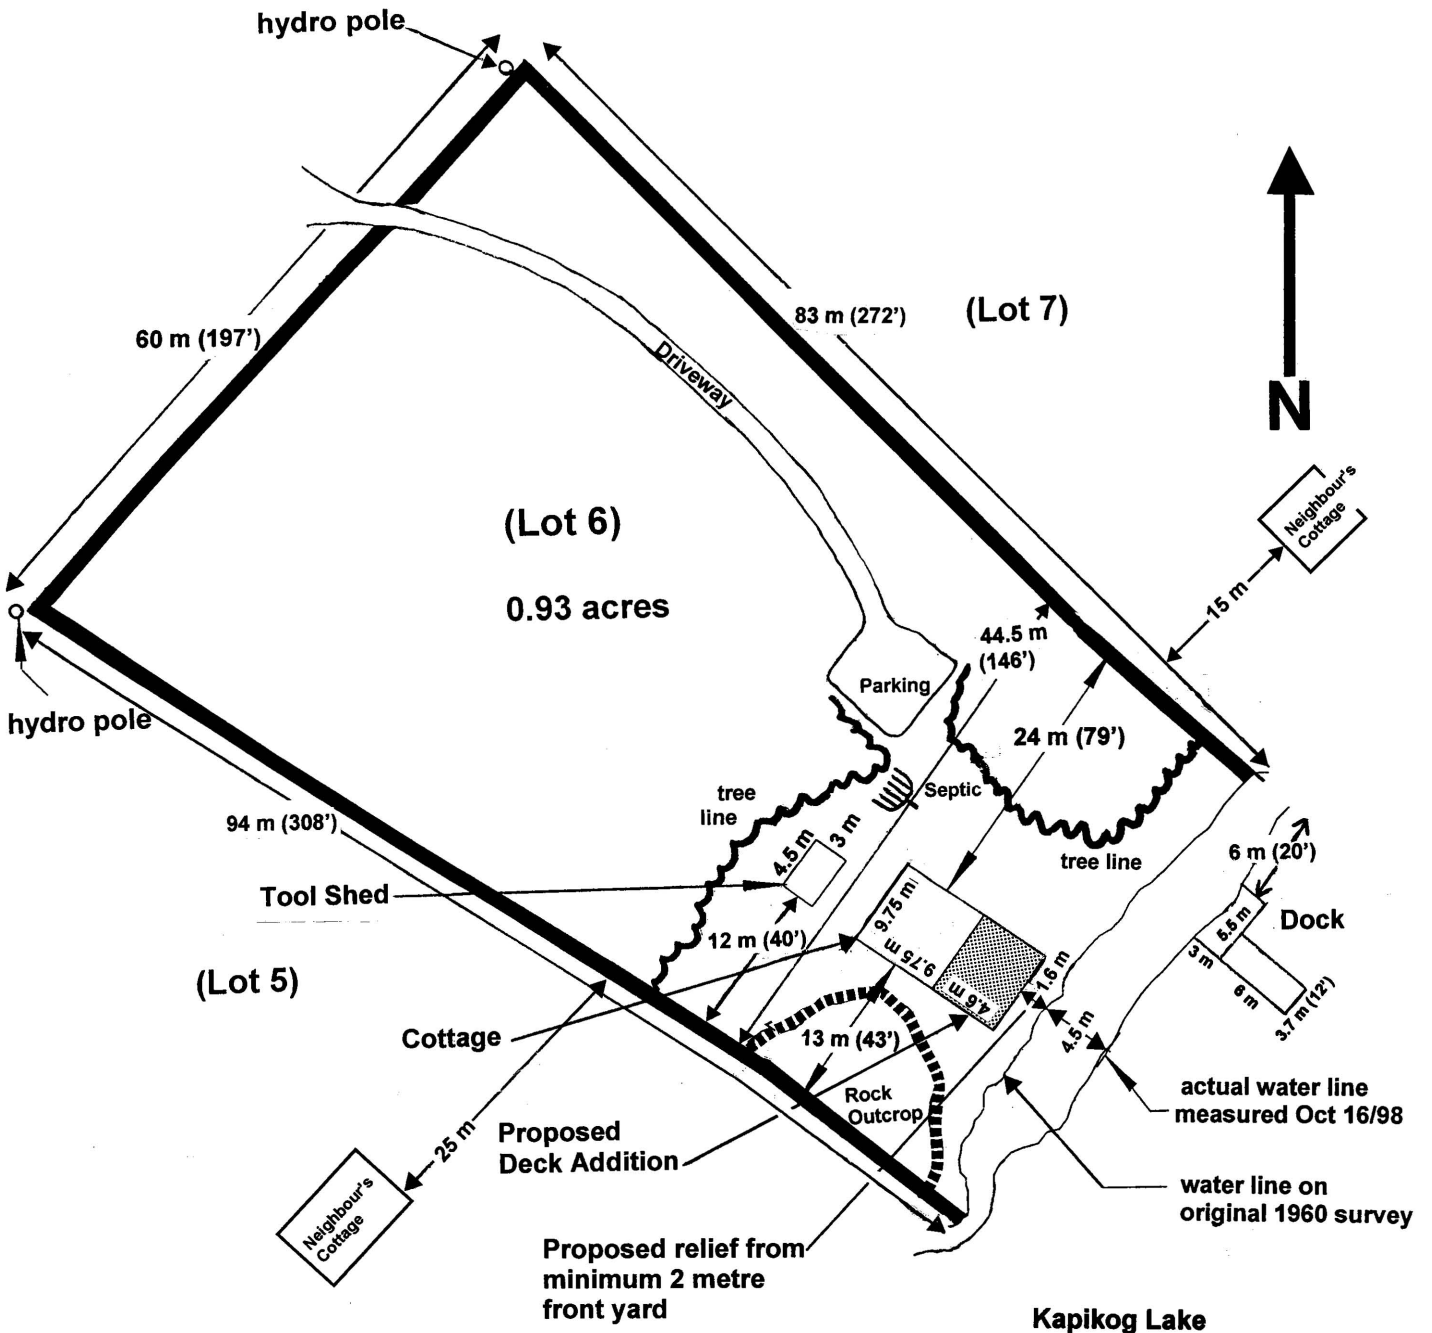 hydro pole
60 m (197')
83 m (272')
(Lot 7)
N
Driveway
Neighbour's
Cottage
15 m
(Lot 6)
0.93 acres
44.5 m
(146')
Parking
24 m (79')
hydro pole
94 m (308')
tree
line
Septic
tree line
4.5 m
3 m
Tool Shed
12 m (40')
9.75 m
9.75 m
4.6 m
1.6 m
4.5 m
6 m (20')
Dock
5.5 m
3 m
6 m
3.7 m (12')
(Lot 5)
Cottage
13 m (43')
Rock
Outcrop
actual water line
measured Oct 16/98
Proposed
Deck Addition
25 m
Neighbour's
Cottage
water line on
original 1960 survey
Proposed relief from
minimum 2 metre
front yard
Kapikog Lake